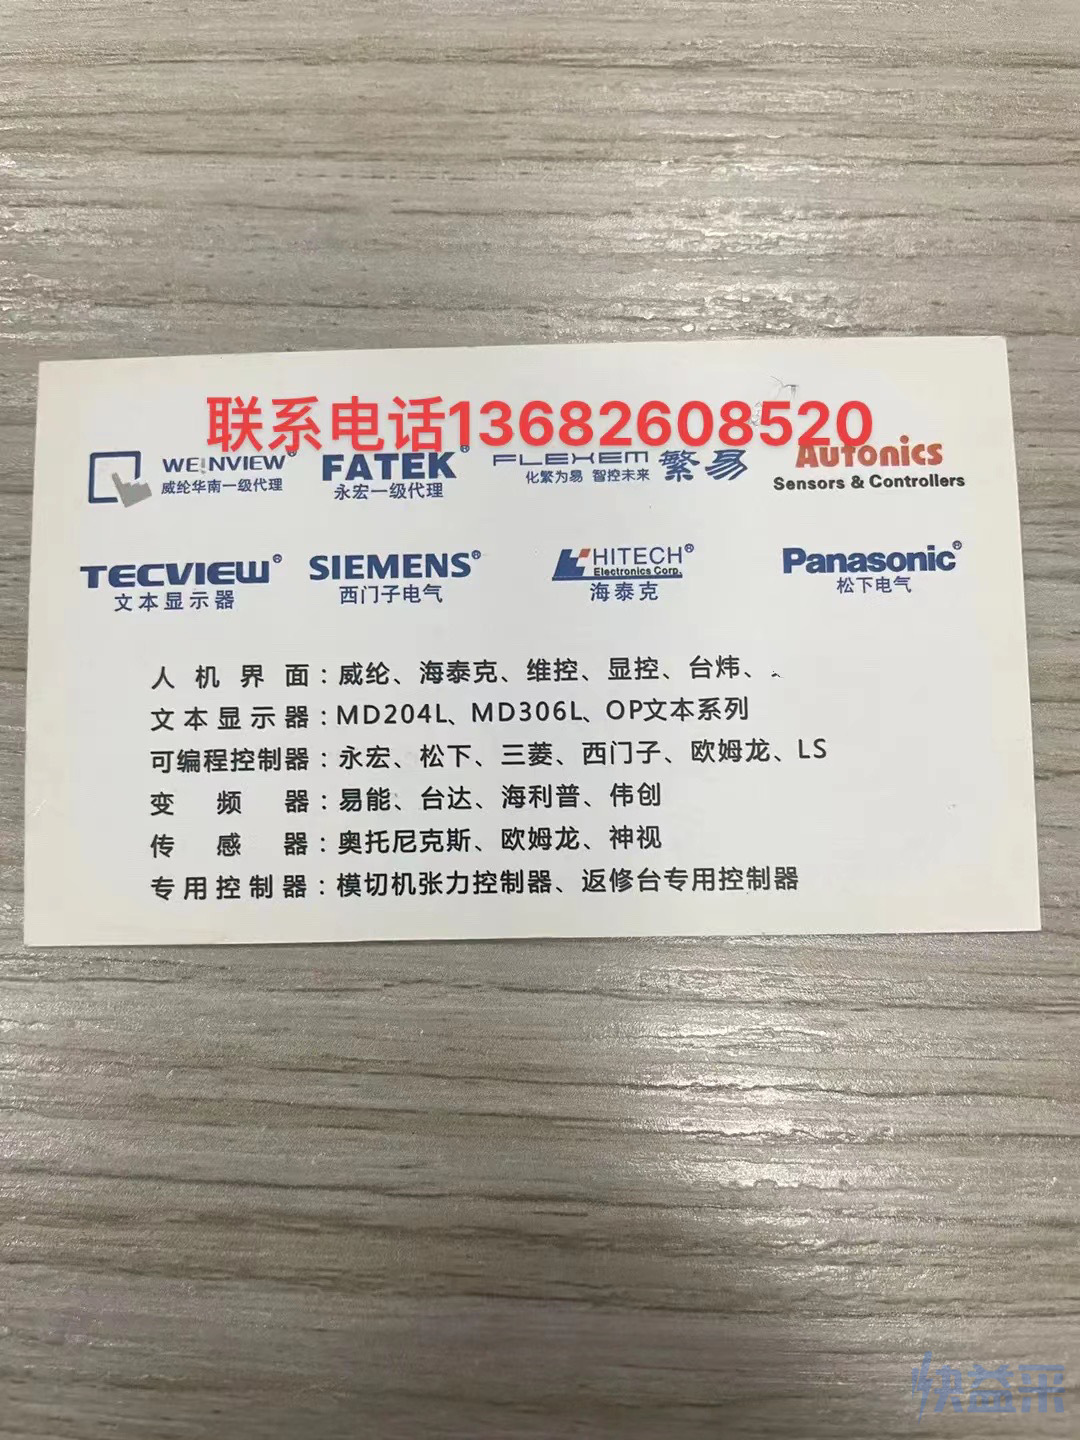 联系电话13682608520
WE!NVIEW® FATEK® FLEXEM 繁易 Autonics
威纶华南一级代理 永宏一级代理 化繁为易 智控未来 Sensors & Controllers
TECVIEW® SIEMENS® HITECH® Panasonic®
Electronics Corp.
文本显示器 西门子电气 海泰克 松下电气
人机界面：威纶、海泰克、维控、显控、台炜、
文本显示器：MD204L、MD306L、OP文本系列
可编程控制器：永宏、松下、三菱、西门子、欧姆龙、LS
变频器：易能、台达、海利普、伟创
传感器：奥托尼克斯、欧姆龙、神视
专用控制器：模切机张力控制器、返修台专用控制器
快益采